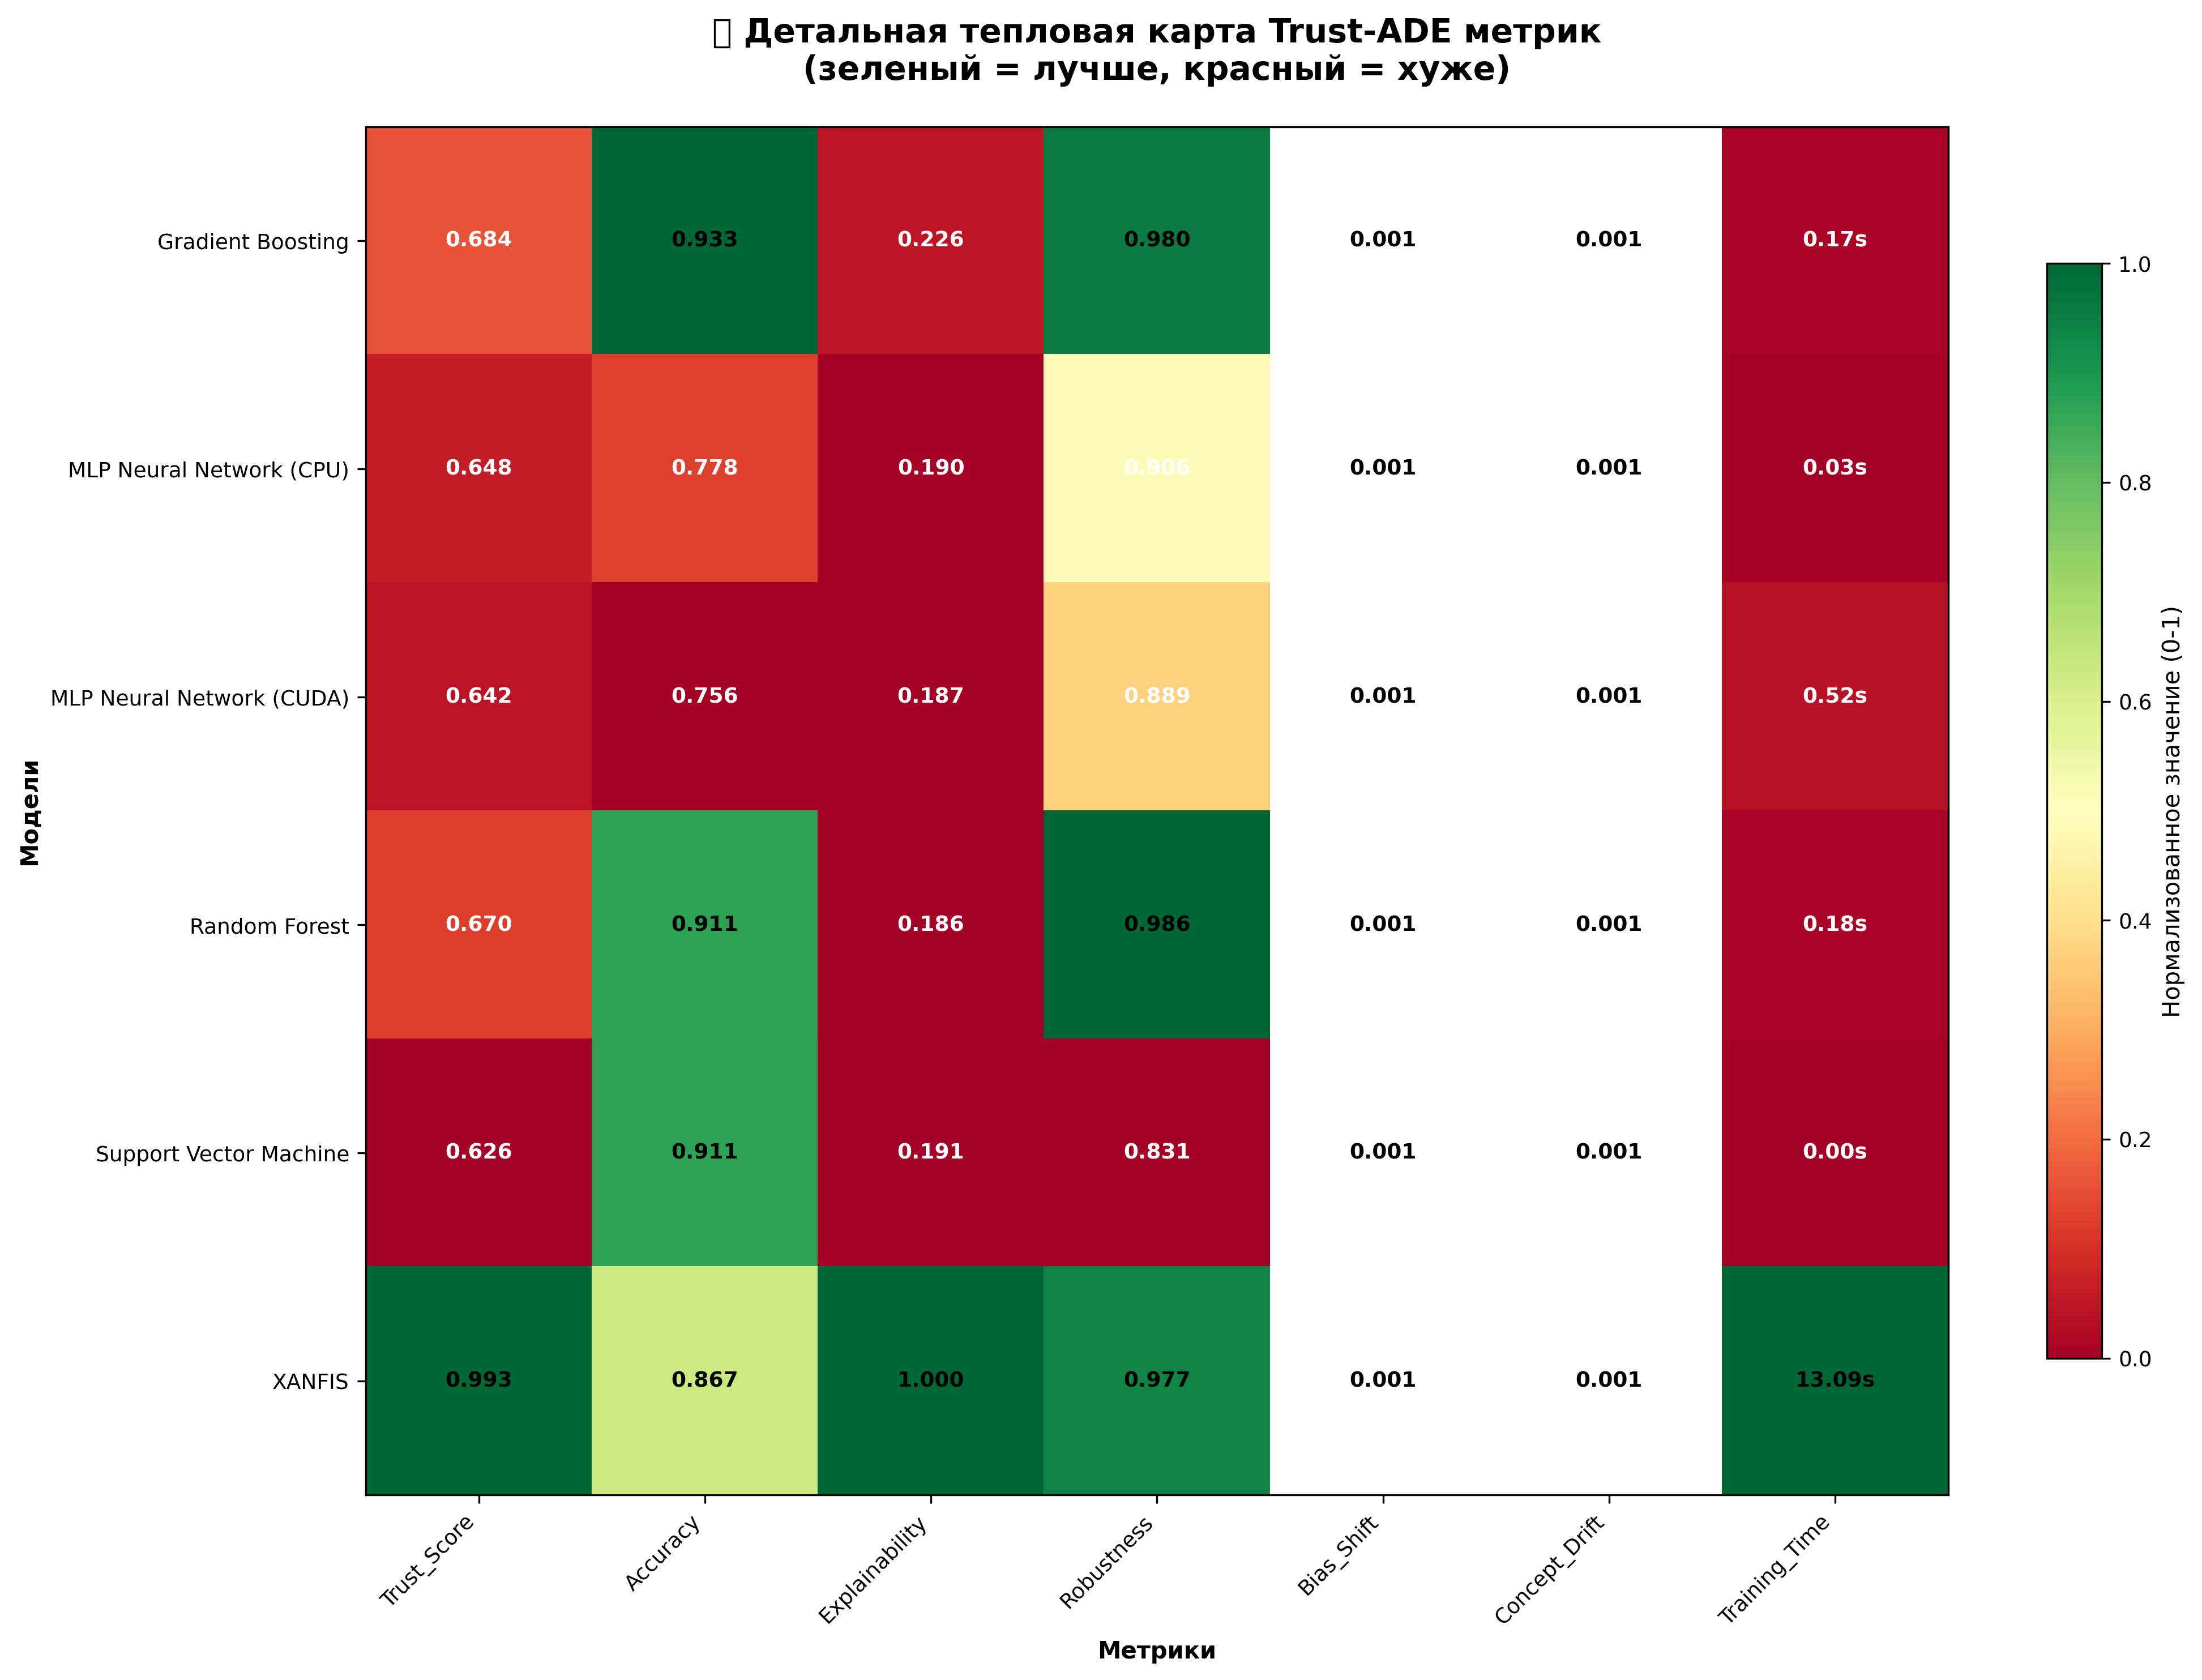 Детальная тепловая карта Trust-ADE метрик
(зеленый = лучше, красный = хуже)
Модели
Gradient Boosting
0.684 0.933 0.226 0.980 0.001 0.001 0.17s
MLP Neural Network (CPU)
0.648 0.778 0.190 0.906 0.001 0.001 0.03s
MLP Neural Network (CUDA)
0.642 0.756 0.187 0.889 0.001 0.001 0.52s
Random Forest
0.670 0.911 0.186 0.986 0.001 0.001 0.18s
Support Vector Machine
0.626 0.911 0.191 0.831 0.001 0.001 0.00s
XANFIS
0.993 0.867 1.000 0.977 0.001 0.001 13.09s
Trust_Score
Accuracy
Explainability
Robustness
Bias_Shift
Concept_Drift
Training_Time
Метрики
1.0
0.8
0.6
0.4
0.2
0.0
Нормализованное значение (0-1)